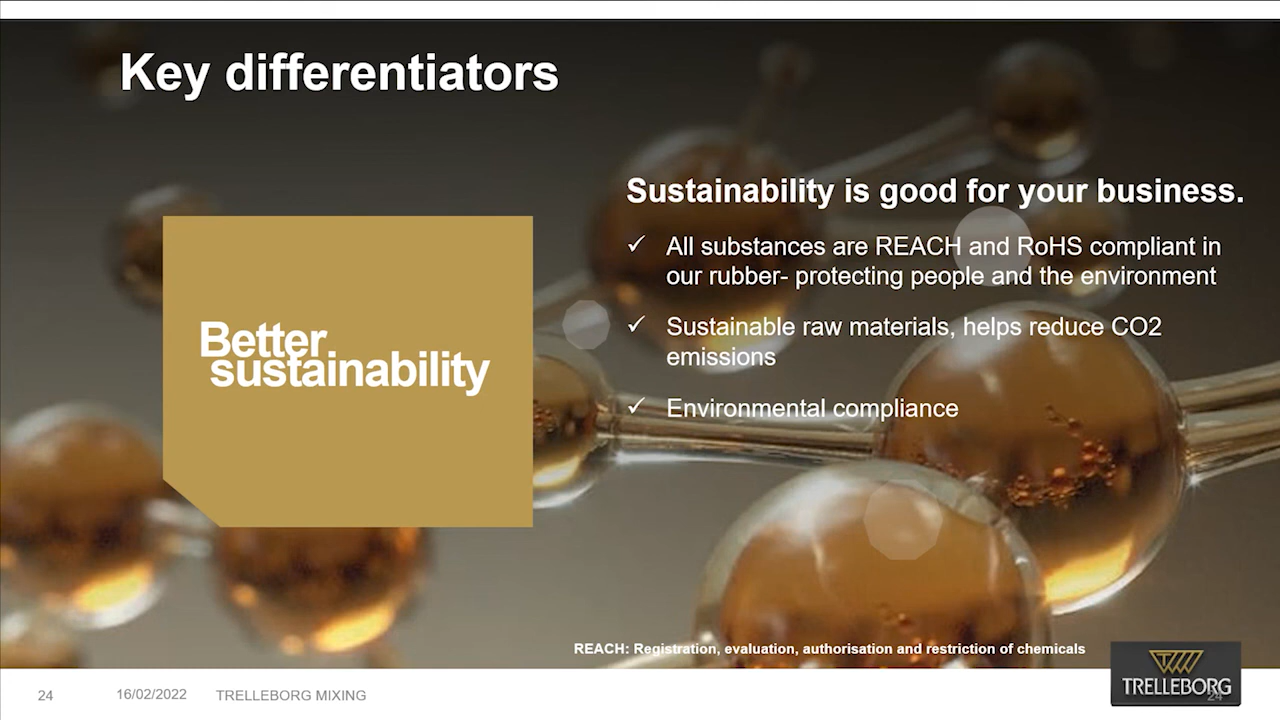 Key differentiators
Better
sustainability
Sustainability is good for your business.
✓ All substances are REACH and RoHS compliant in
our rubber- protecting people and the environment
✓ Sustainable raw materials, helps reduce CO2
emissions
✓ Environmental compliance
REACH: Registration, evaluation, authorisation and restriction of chemicals
24
16/02/2022
TRELLEBORG MIXING
TRELLEBORG
24